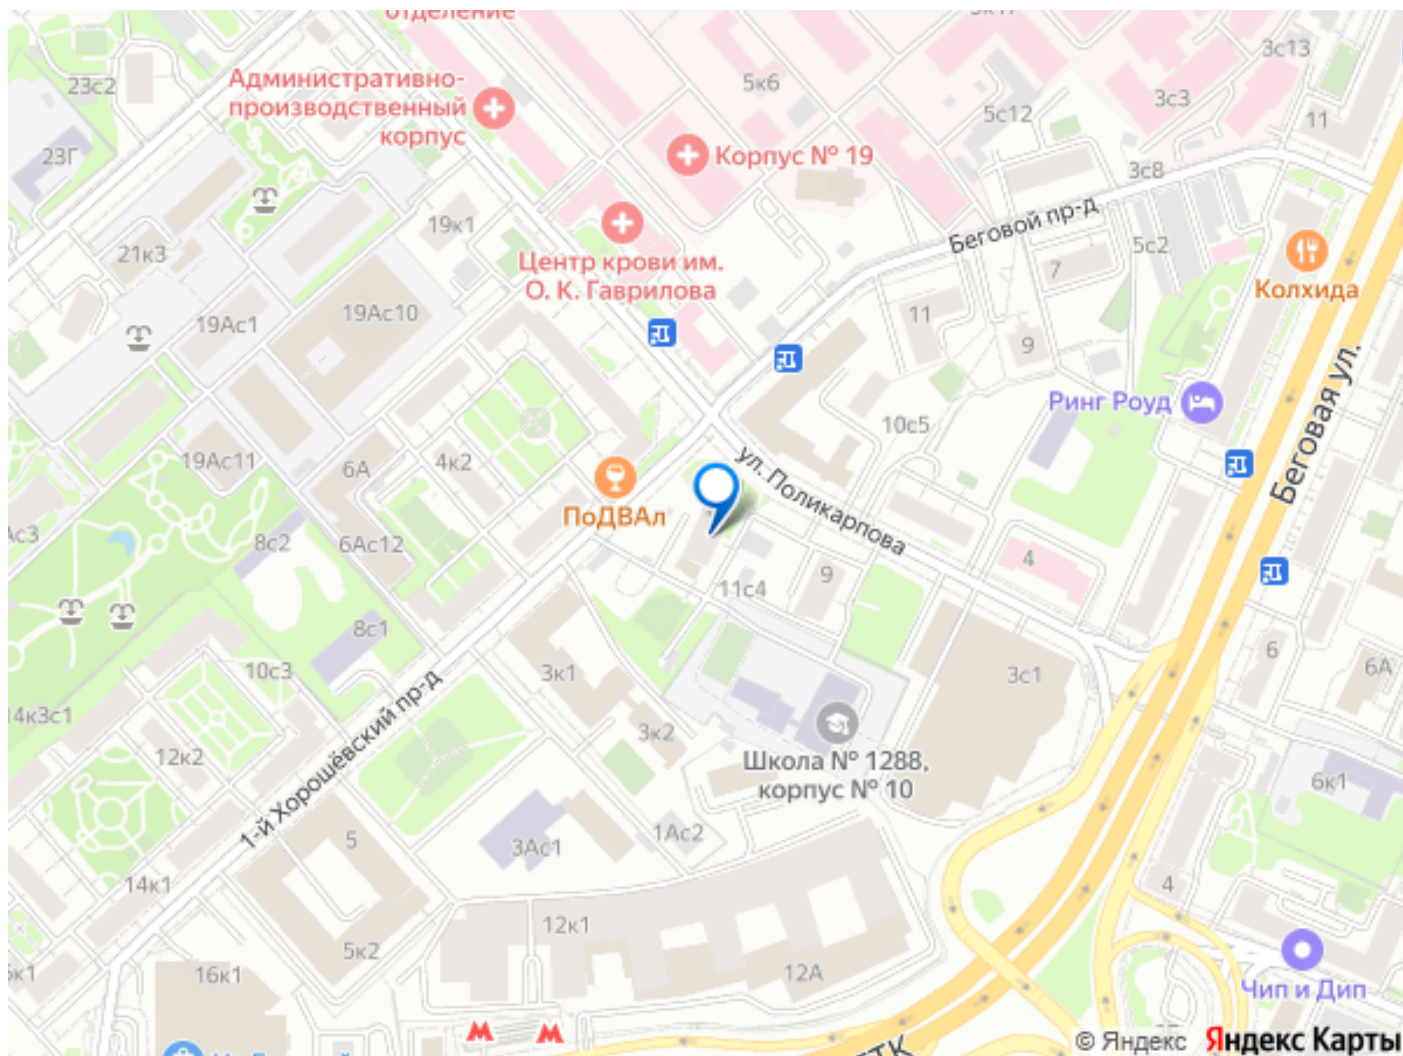 отделение
23с2
Административно-
производственный
корпус
5к6
3с13
3с3
5с12
11
23Г
Корпус № 19
3с8
19к1
Беговой пр-д
21к3
5с2
7
Центр крови им.
О. К. Гаврилова
Колхида
19Ас1
19Ас10
11
9
Беговая ул.
Ринг Роуд
10с5
19Ас11
6А
4к2
ул. Поликарпова
ПоДВАл
8с2
6Ас12
4
9
11с4
8с1
6
6А
10с3
3к1
3с1
14к3с1
1-й Хорошёвский пр-д
12к2
3к2
Школа № 1288,
корпус № 10
6к1
5
3Ас1
1Ас2
14к1
4
12к1
5к2
16к1
12А
Чип и Дип
© Яндекс Яндекс Карты